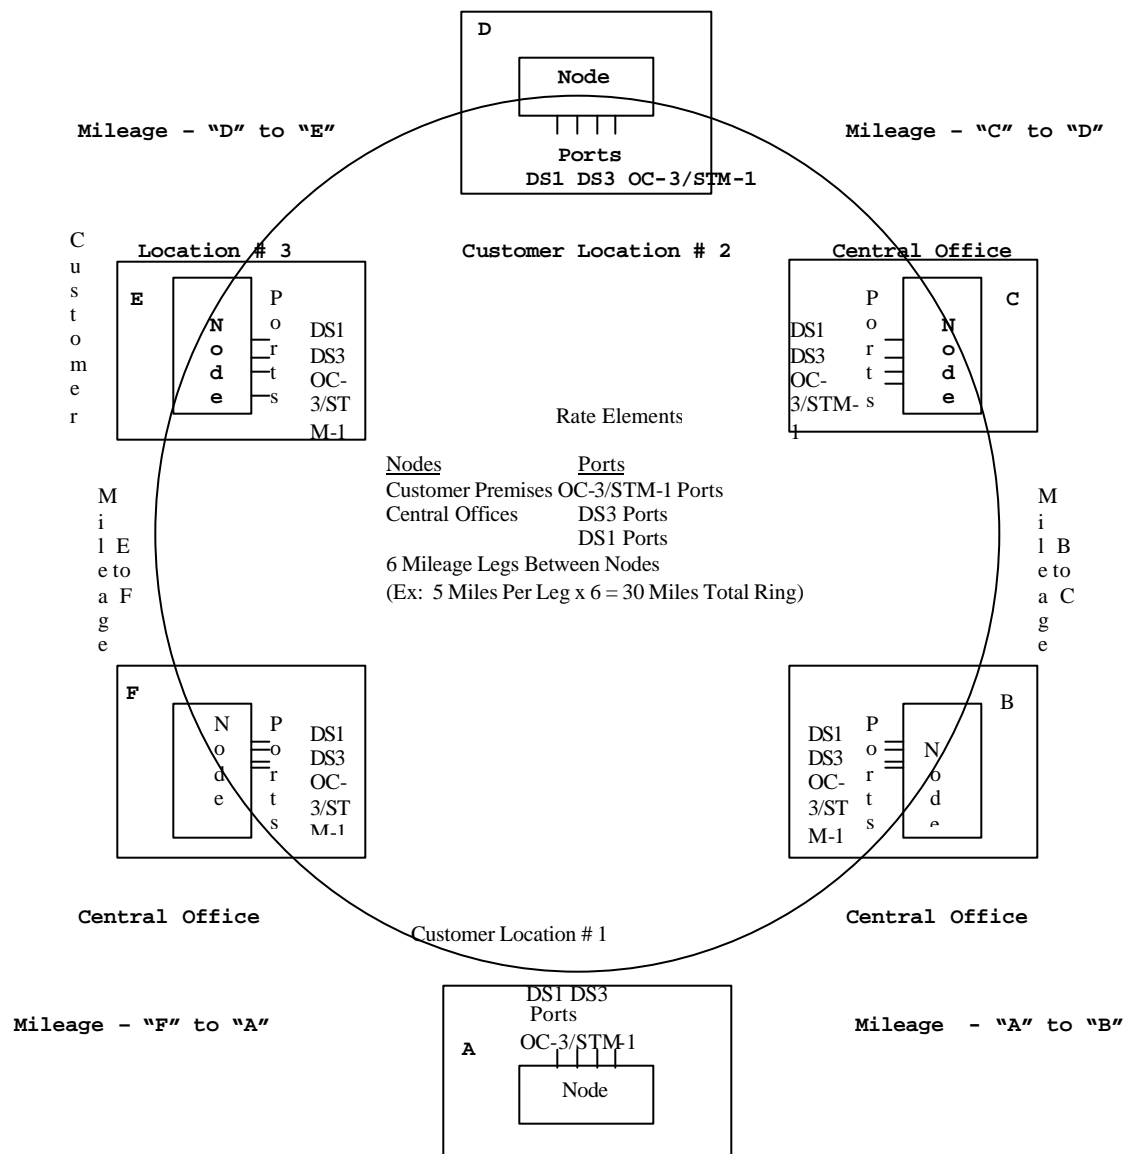 D
Node
Mileage – “D” to “E”
Mileage – “C” to “D”
Ports
DS1 DS3 OC-3/STM-1
Customer
Location # 3
Customer Location # 2
Central Office
E
Node
Ports
DS1
DS3
OC-
3/ST
M-1
DS1
DS3
OC-
3/STM-
1
Ports
Node
C
Rate Elements
Nodes Ports
Customer Premises OC-3/STM-1 Ports
Central Offices DS3 Ports
DS1 Ports
6 Mileage Legs Between Nodes
(Ex: 5 Miles Per Leg x 6 = 30 Miles Total Ring)
Mileage
E
to
F
Mileage
B
to
C
F
Node
Ports
DS1
DS3
OC-
3/ST
M-1
DS1
DS3
OC-
3/ST
M-1
Ports
Node
B
Central Office
Central Office
Customer Location # 1
Mileage – “F” to “A”
Mileage - “A” to “B”
DS1 DS3
Ports
OC-3/STM-1
A
Node